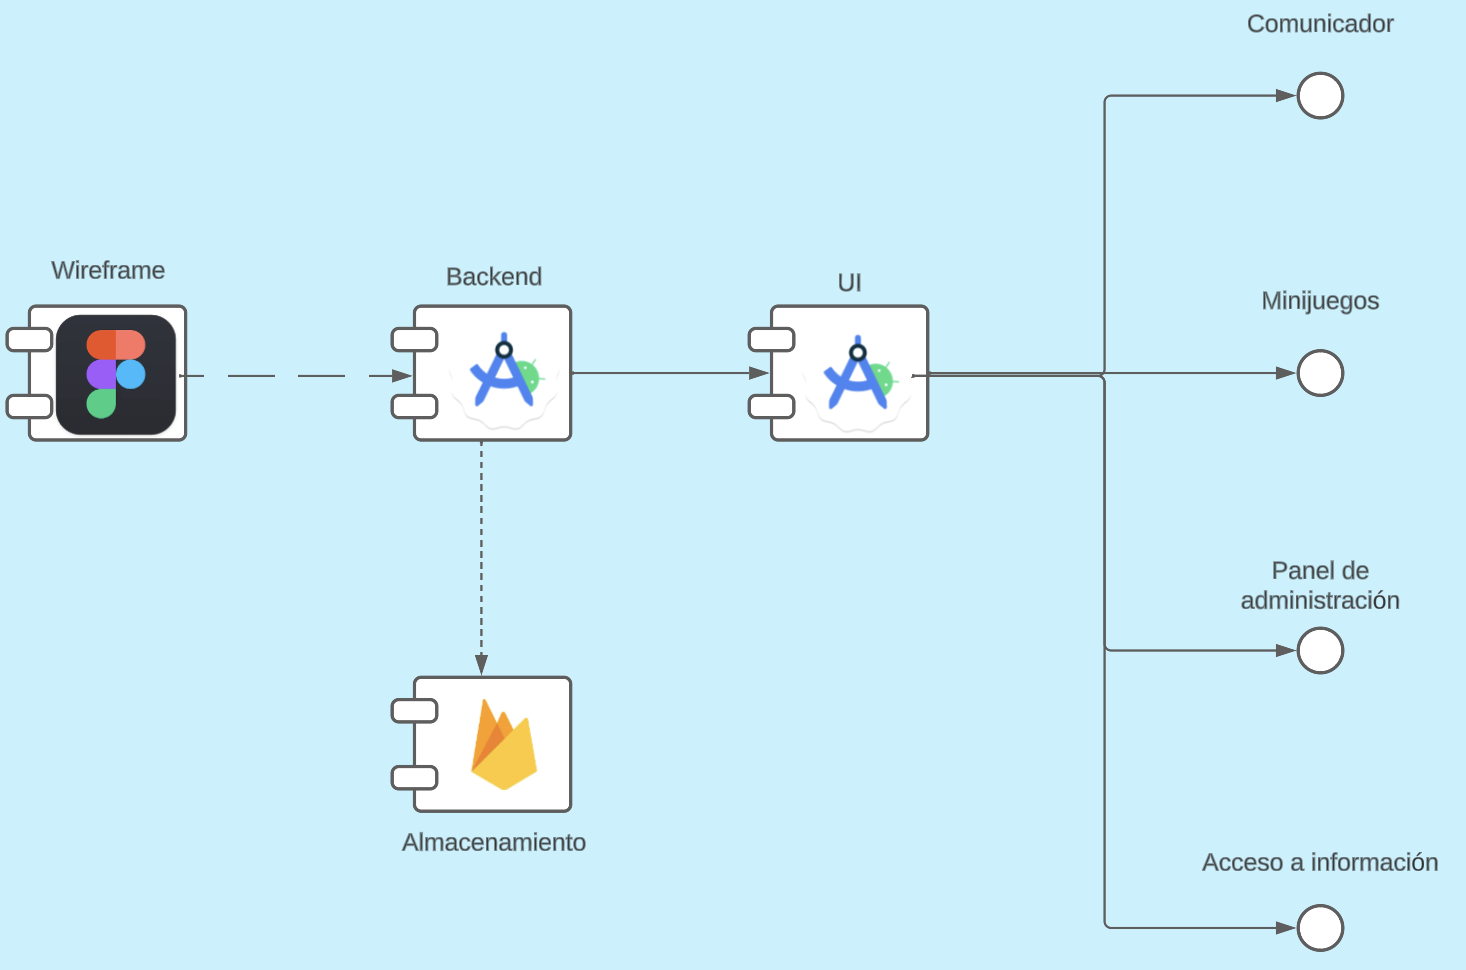 Comunicador
Wireframe
Backend
UI
Minijuegos
Panel de
administración
Almacenamiento
Acceso a información